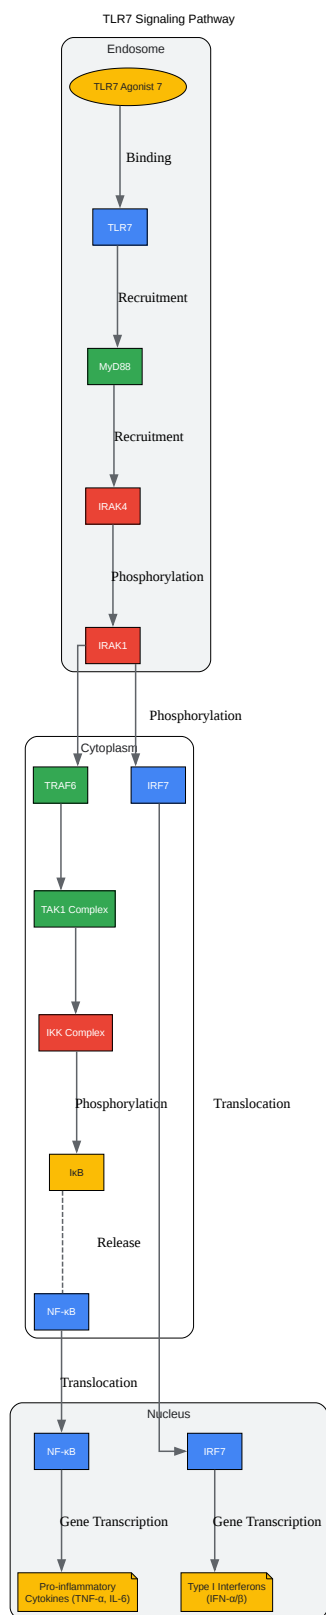 TLR7 Signaling Pathway
Endosome
TLR7 Agonist 7
Binding
TLR7
Recruitment
MyD88
Recruitment
IRAK4
Phosphorylation
IRAK1
Phosphorylation
Cytoplasm
TRAF6
IRF7
TAK1 Complex
IKK Complex
Phosphorylation
Translocation
IκB
Release
NF-κB
Translocation
Nucleus
NF-κB
IRF7
Gene Transcription
Gene Transcription
Pro-inflammatory
Cytokines (TNF-α, IL-6)
Type I Interferons
(IFN-α/β)